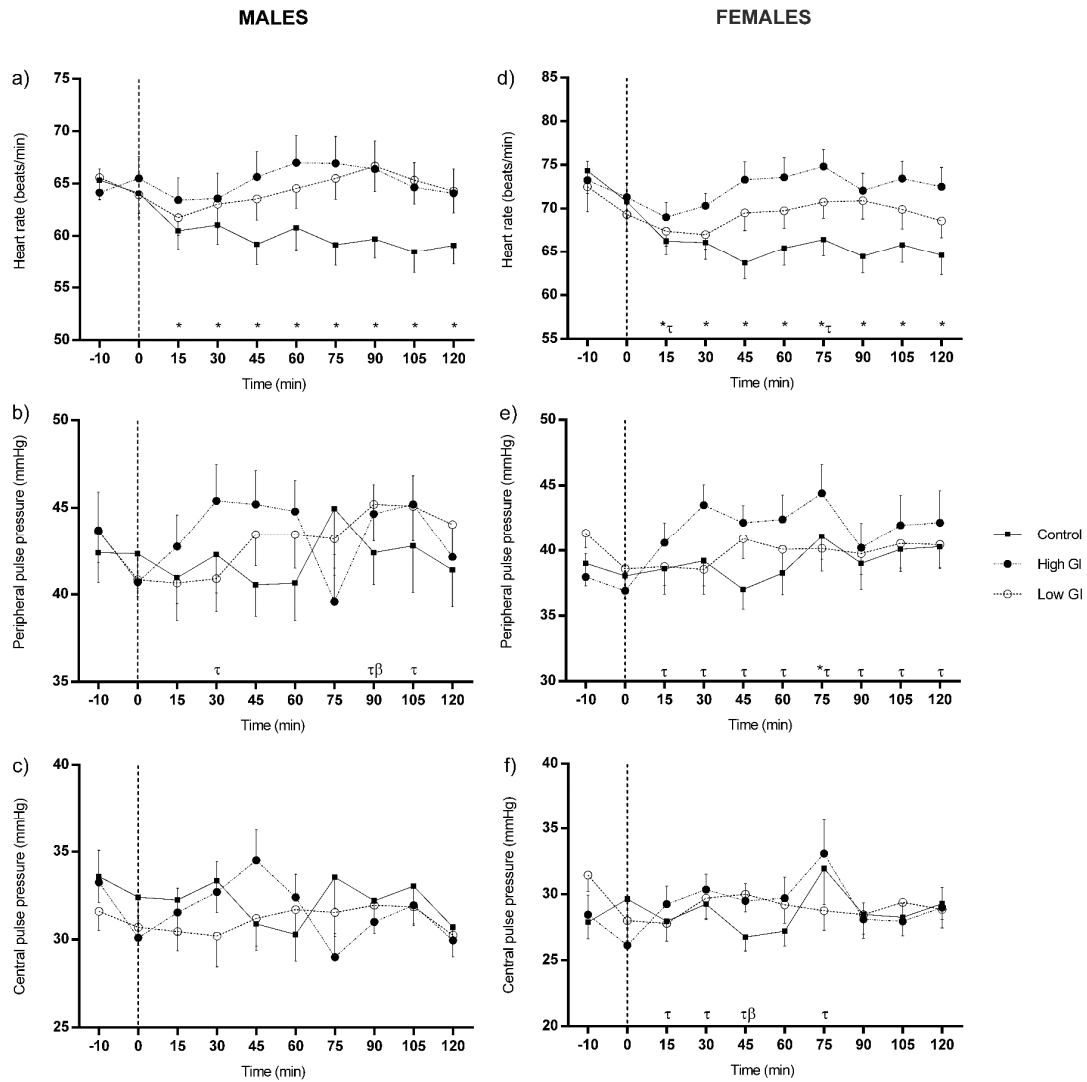 MALES
FEMALES
a)
Heart rate (beats/min)
75
70
65
60
55
50
* * * * * * * *
-10 0 15 30 45 60 75 90 105 120
Time (min)
d)
Heart rate (beats/min)
85
80
75
70
65
60
55
*τ * * * *τ * * *
-10 0 15 30 45 60 75 90 105 120
Time (min)
b)
Peripheral pulse pressure (mmHg)
50
45
40
35
τ τβ τ
-10 0 15 30 45 60 75 90 105 120
Time (min)
e)
Peripheral pulse pressure (mmHg)
50
45
40
35
30
τ τ τ τ *τ τ τ τ
-10 0 15 30 45 60 75 90 105 120
Time (min)
Control
High GI
Low GI
c)
Central pulse pressure (mmHg)
40
35
30
25
-10 0 15 30 45 60 75 90 105 120
Time (min)
f)
Central pulse pressure (mmHg)
40
35
30
25
20
τ τ τβ τ
-10 0 15 30 45 60 75 90 105 120
Time (min)